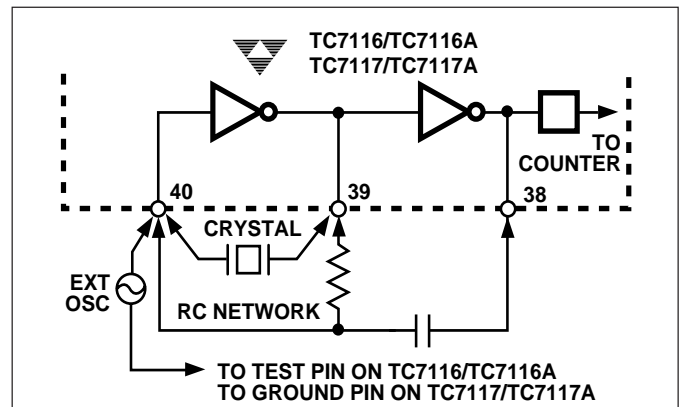 TC7116/TC7116A
TC7117/TC7117A
TO
COUNTER
40
39
38
CRYSTAL
EXT
OSC
RC NETWORK
TO TEST PIN ON TC7116/TC7116A
TO GROUND PIN ON TC7117/TC7117A